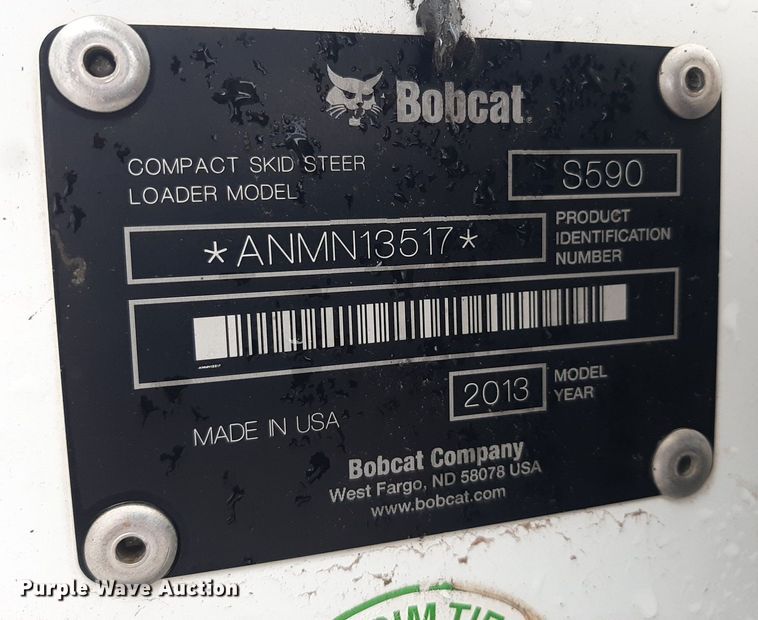 Bobcat®
COMPACT SKID STEER
LOADER MODEL
S590
*ANMN13517*
PRODUCT
IDENTIFICATION
NUMBER
ANMN13517
2013
MODEL
YEAR
MADE IN USA
Bobcat Company
West Fargo, ND 58078 USA
www.bobcat.com
Purple Wave Auction